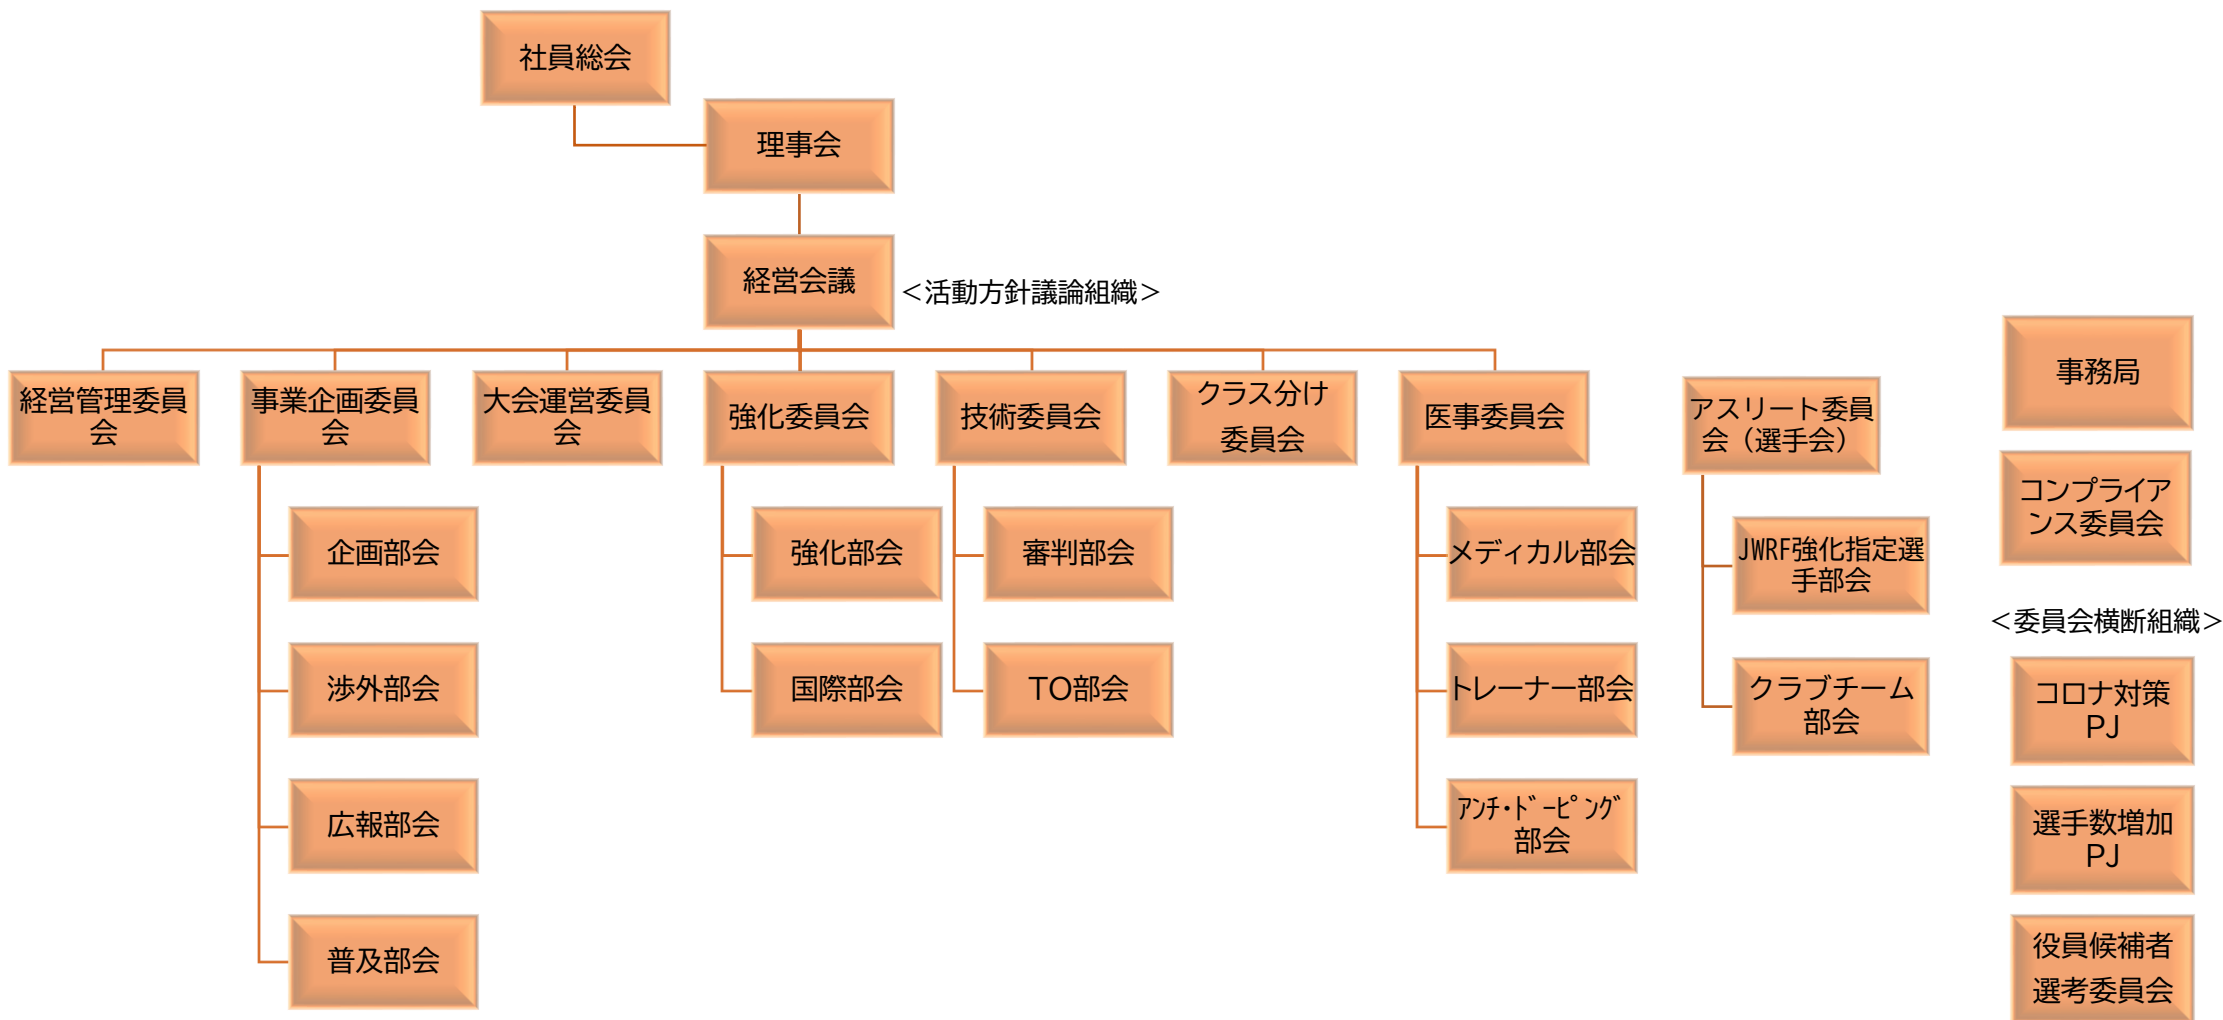 社員総会
理事会
経営会議
＜活動方針議論組織＞
経営管理委員
会
事業企画委員
会
大会運営委員
会
強化委員会
技術委員会
クラス分け
委員会
医事委員会
アスリート委員
会（選手会）
事務局
コンプライア
ンス委員会
企画部会
渉外部会
広報部会
普及部会
強化部会
国際部会
審判部会
TO部会
メディカル部会
トレーナー部会
ｱﾝﾁ・ﾄﾞｰﾋﾟﾝｸﾞ
部会
JWRF強化指定選
手部会
クラブチーム
部会
＜委員会横断組織＞
コロナ対策
PJ
選手数増加
PJ
役員候補者
選考委員会